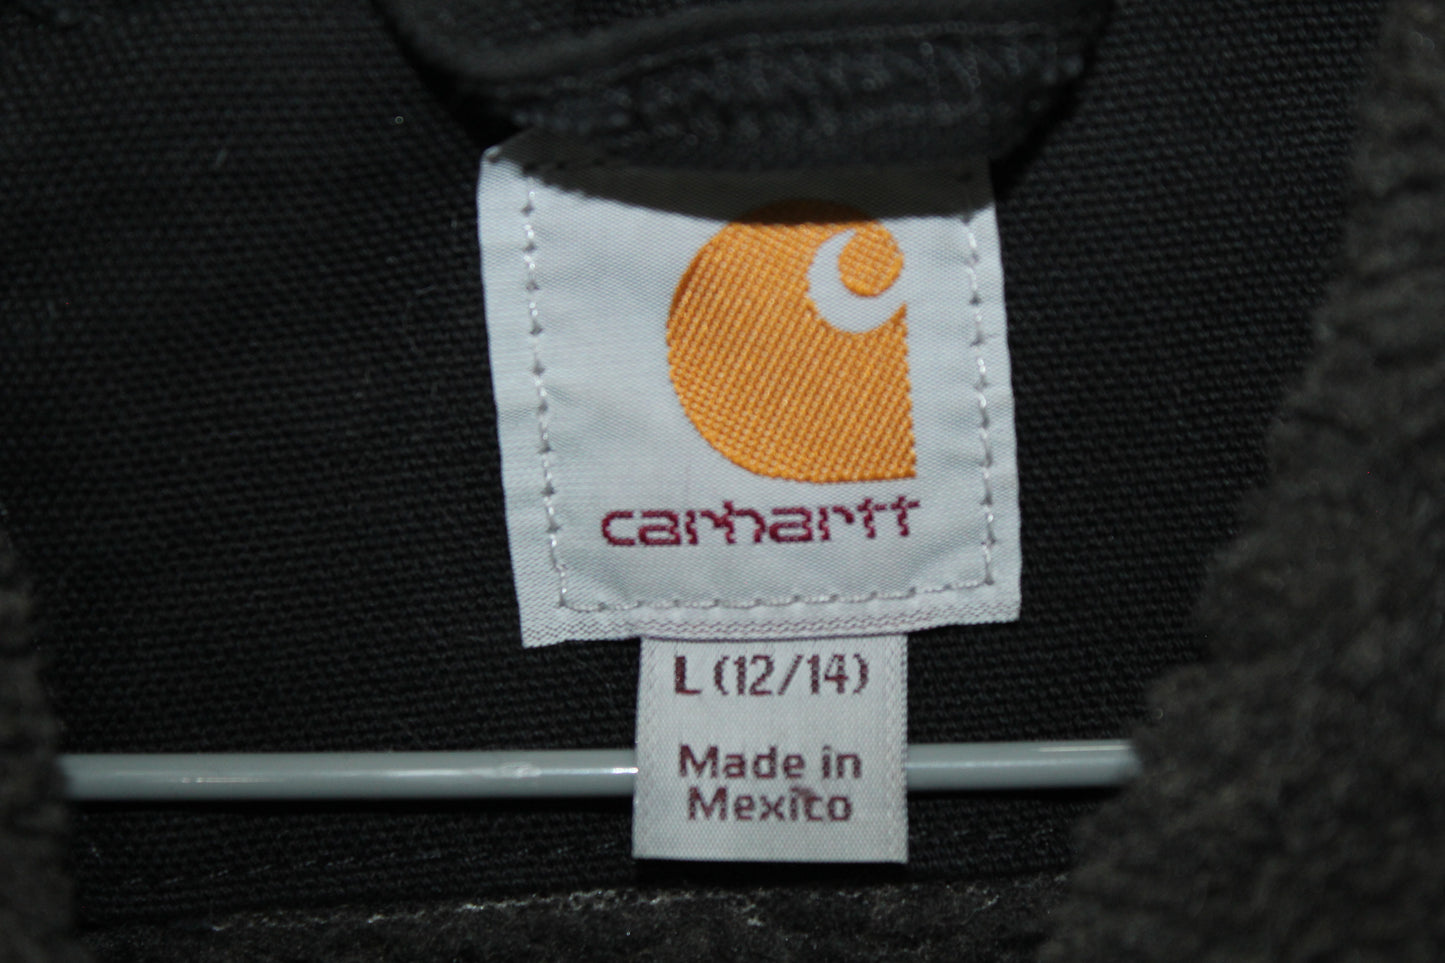 carhartt
L (12/14)
Made in
Mexico